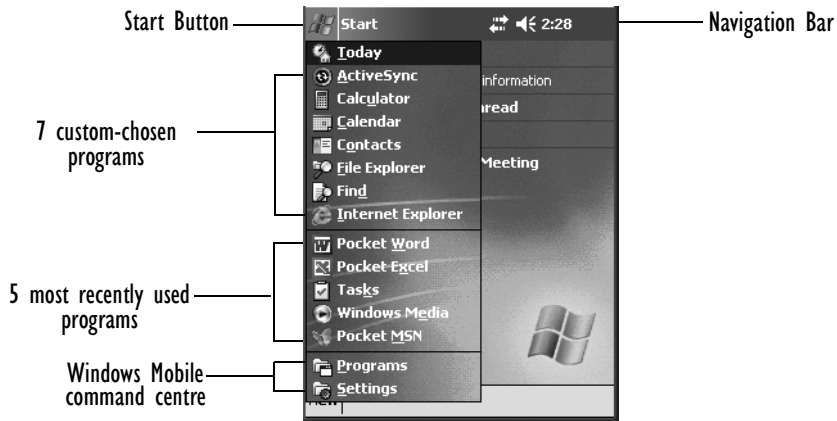 Start Button
Start
2:28
Navigation Bar
Today
ActiveSync
information
Calculator
Calendar
Contacts
Meeting
File Explorer
Find
Internet Explorer
7 custom-chosen
programs
Pocket Word
Pocket Excel
Tasks
Windows Media
Pocket MSN
5 most recently used
programs
Programs
Settings
Windows Mobile
command centre